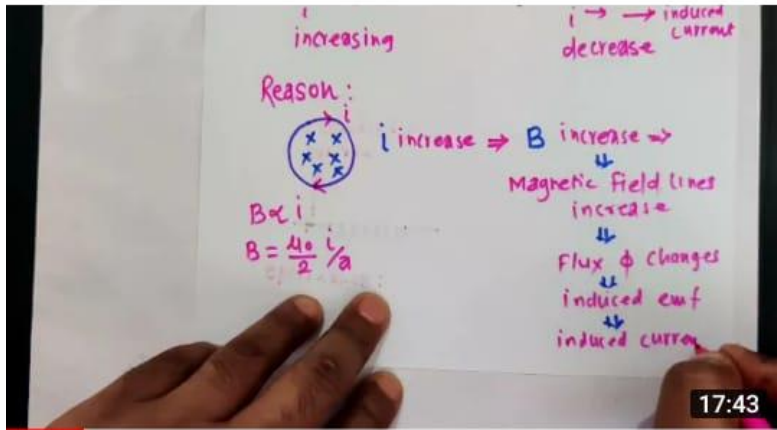 i
increasing
i → → induced
current
decrease
Reason:
i
x x
x x
x x
i increase ⇒ B increase ⇒
⇓
Magnetic field lines
increase
⇓
Flux ϕ changes
⇓
induced emf
⇓
induced curren
B ∝ i
B = μ₀/2 i/a
17:43